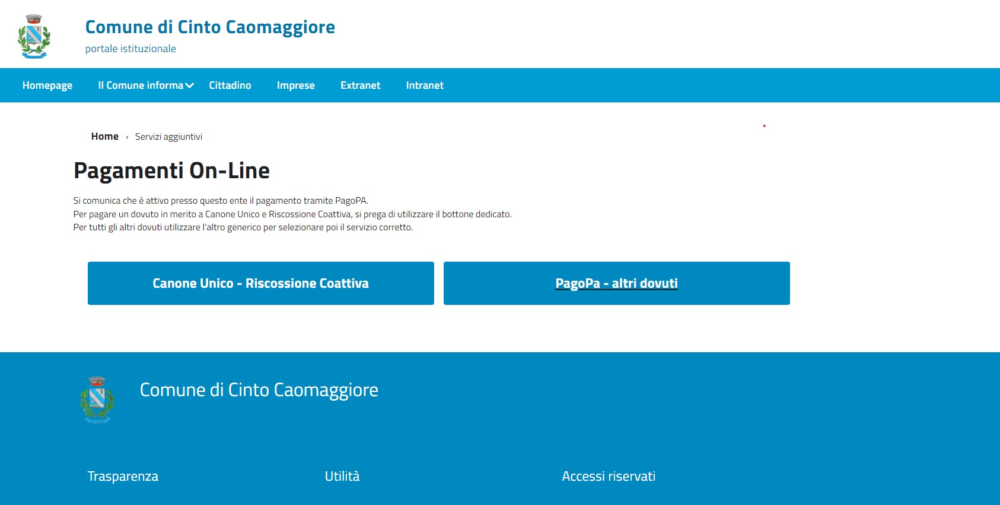 Comune di Cinto Caomaggiore
portale istituzionale
Homepage Il Comune informa Cittadino Imprese Extranet Intranet
Home › Servizi aggiuntivi
Pagamenti On-Line
Si comunica che è attivo presso questo ente il pagamento tramite PagoPA.
Per pagare un dovuto in merito a Canone Unico e Riscossione Coattiva, si prega di utilizzare il bottone dedicato.
Per tutti gli altri dovuti utilizzare l'altro generico per selezionare poi il servizio corretto.
Canone Unico - Riscossione Coattiva PagoPa - altri dovuti
Comune di Cinto Caomaggiore
Trasparenza Utilità Accessi riservati